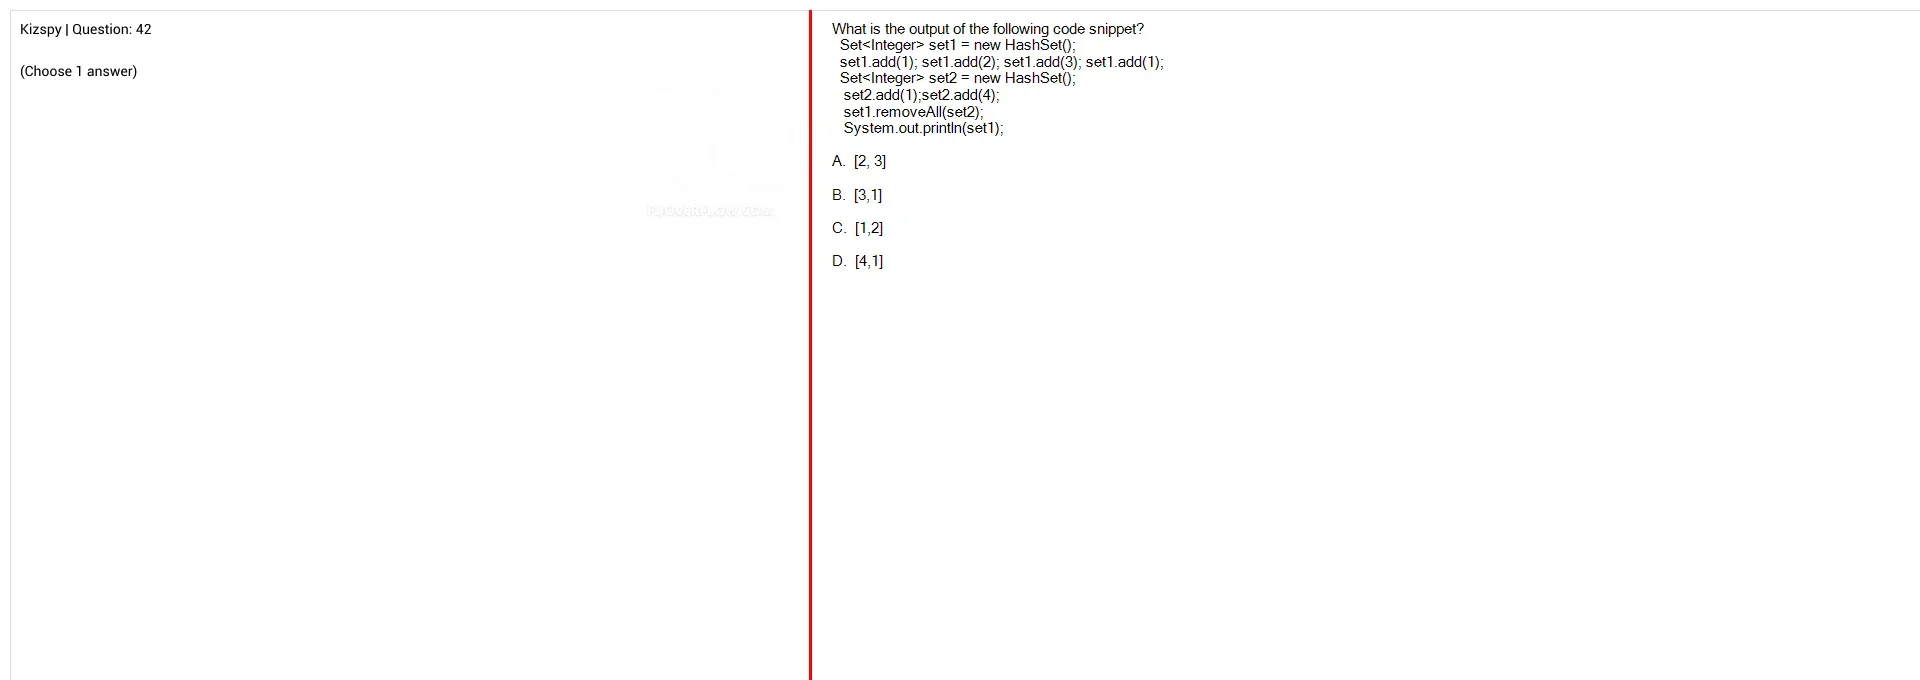 Kizspy | Question: 42
(Choose 1 answer)
What is the output of the following code snippet?
Set<Integer> set1 = new HashSet();
set1.add(1); set1.add(2); set1.add(3); set1.add(1);
Set<Integer> set2 = new HashSet();
set2.add(1);set2.add(4);
set1.removeAll(set2);
System.out.println(set1);
A. [2, 3]
B. [3,1]
C. [1,2]
D. [4,1]
FUOVERFLOW.COM